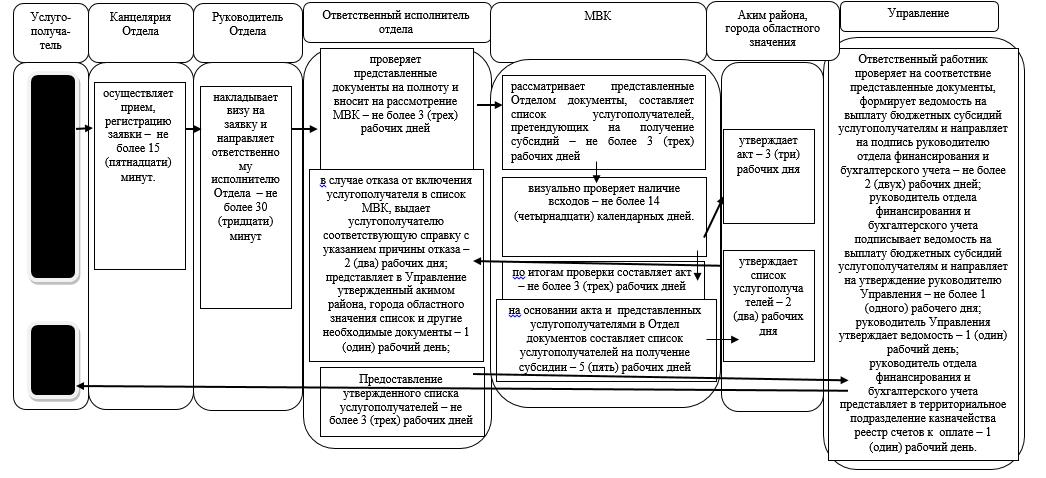 Услуго-
получа-
тель
Канцелярия
Отдела
Руководитель
Отдела
Ответственный исполнитель
отдела
МВК
Аким района,
города областного
значения
Управление
осуществляет
прием,
регистрацию
заявки – не
более 15
(пятнадцати)
минут.
накладывает
визу на
заявку и
направляет
ответственно
му
исполнителю
Отдела – не
более 30
(тридцати)
минут
проверяет
представленные
документы на полноту и
вносит на рассмотрение
МВК – не более 3 (трех)
рабочих дней
в случае отказа от включения
услугополучателя в список
МВК, выдает
услугополучателю
соответствующую справку с
указанием причины отказа –
2 (два) рабочих дня;
представляет в Управление
утвержденный акимом
района, города областного
значения список и другие
необходимые документы – 1
(один) рабочий день;
Предоставление
утвержденного списка
услугополучателей – не
более 3 (трех) рабочих дней
рассматривает представленные
Отделом документы, составляет
список услугополучателей,
претендующих на получение
субсидий – не более 3 (трех)
рабочих дней
визуально проверяет наличие
всходов – не более 14
(четырнадцати) календарных дней.
по итогам проверки составляет акт
– не более 3 (трех) рабочих дней
на основании акта и представленных
услугополучателями в Отдел
документов составляет список
услугополучателей на получение
субсидии – 5 (пять) рабочих дней
утверждает
акт – 3 (три)
рабочих дня
утверждает
список
услугополуча
телей – 2
(два) рабочих
дня
Ответственный работник
проверяет на соответствие
представленные документы,
формирует ведомость на
выплату бюджетных субсидий
услугополучателям и направляет
на подпись руководителю
отдела финансирования и
бухгалтерского учета – не более
2 (двух) рабочих дней;
руководитель отдела
финансирования и
бухгалтерского учета
подписывает ведомость на
выплату бюджетных субсидий
услугополучателям и направляет
на утверждение руководителю
Управления – не более 1
(одного) рабочего дня;
руководитель Управления
утверждает ведомость – 1 (один)
рабочий день;
руководитель отдела
финансирования и
бухгалтерского учета
представляет в территориальное
подразделение казначейства
реестр счетов к оплате – 1
(один) рабочий день.